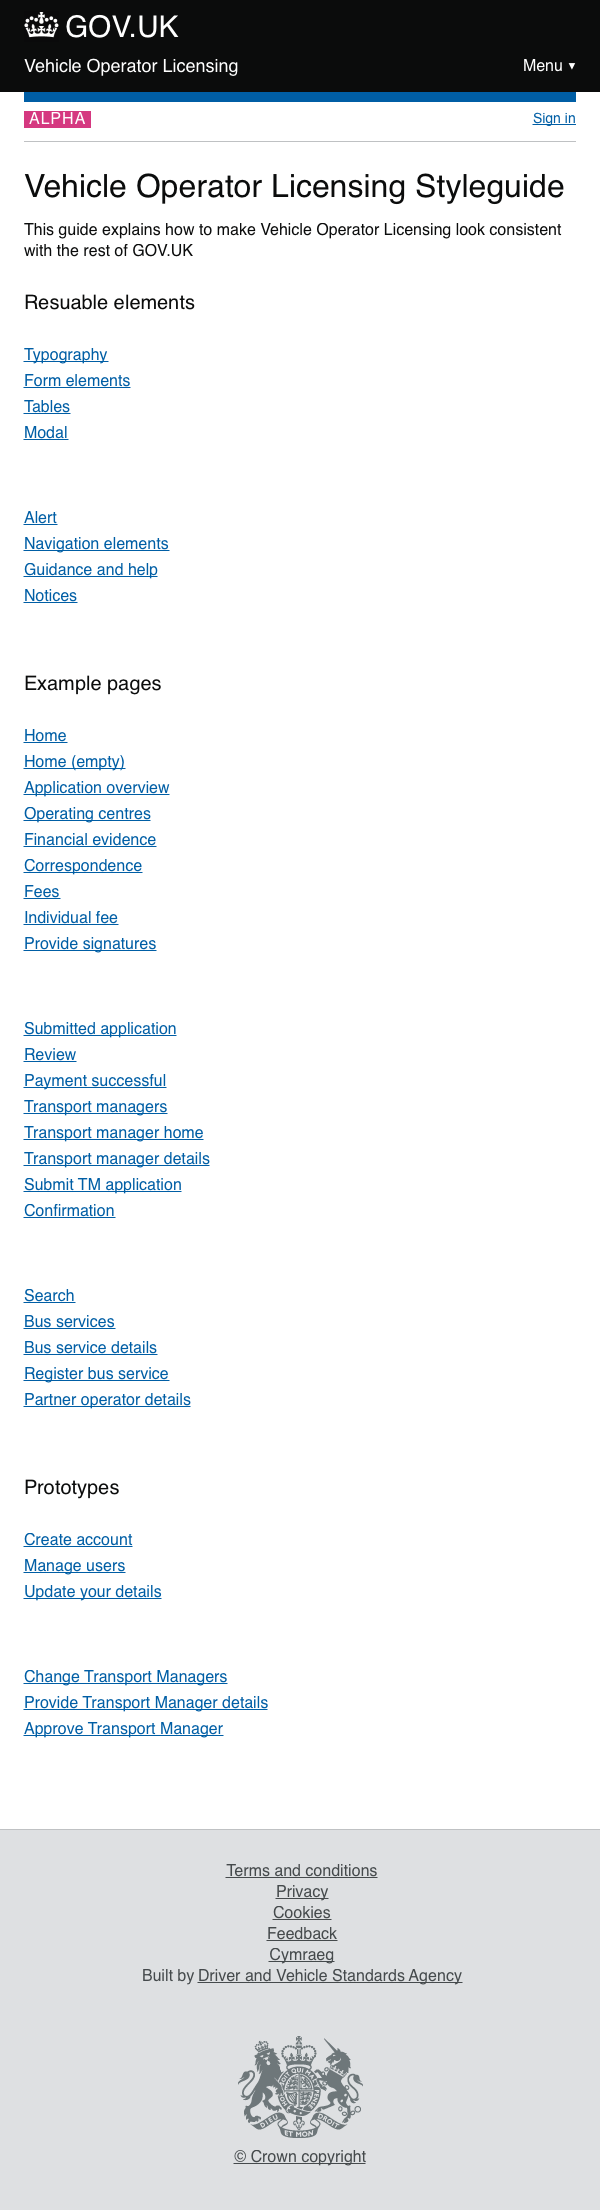 GOV.UK
Vehicle Operator Licensing
Menu ▼
ALPHA
Sign in
Vehicle Operator Licensing Styleguide
This guide explains how to make Vehicle Operator Licensing look consistent
with the rest of GOV.UK
Resuable elements
Typography
Form elements
Tables
Modal
Alert
Navigation elements
Guidance and help
Notices
Example pages
Home
Home (empty)
Application overview
Operating centres
Financial evidence
Correspondence
Fees
Individual fee
Provide signatures
Submitted application
Review
Payment successful
Transport managers
Transport manager home
Transport manager details
Submit TM application
Confirmation
Search
Bus services
Bus service details
Register bus service
Partner operator details
Prototypes
Create account
Manage users
Update your details
Change Transport Managers
Provide Transport Manager details
Approve Transport Manager
Terms and conditions
Privacy
Cookies
Feedback
Cymraeg
Built by Driver and Vehicle Standards Agency
DIEU ET MON DROIT
© Crown copyright